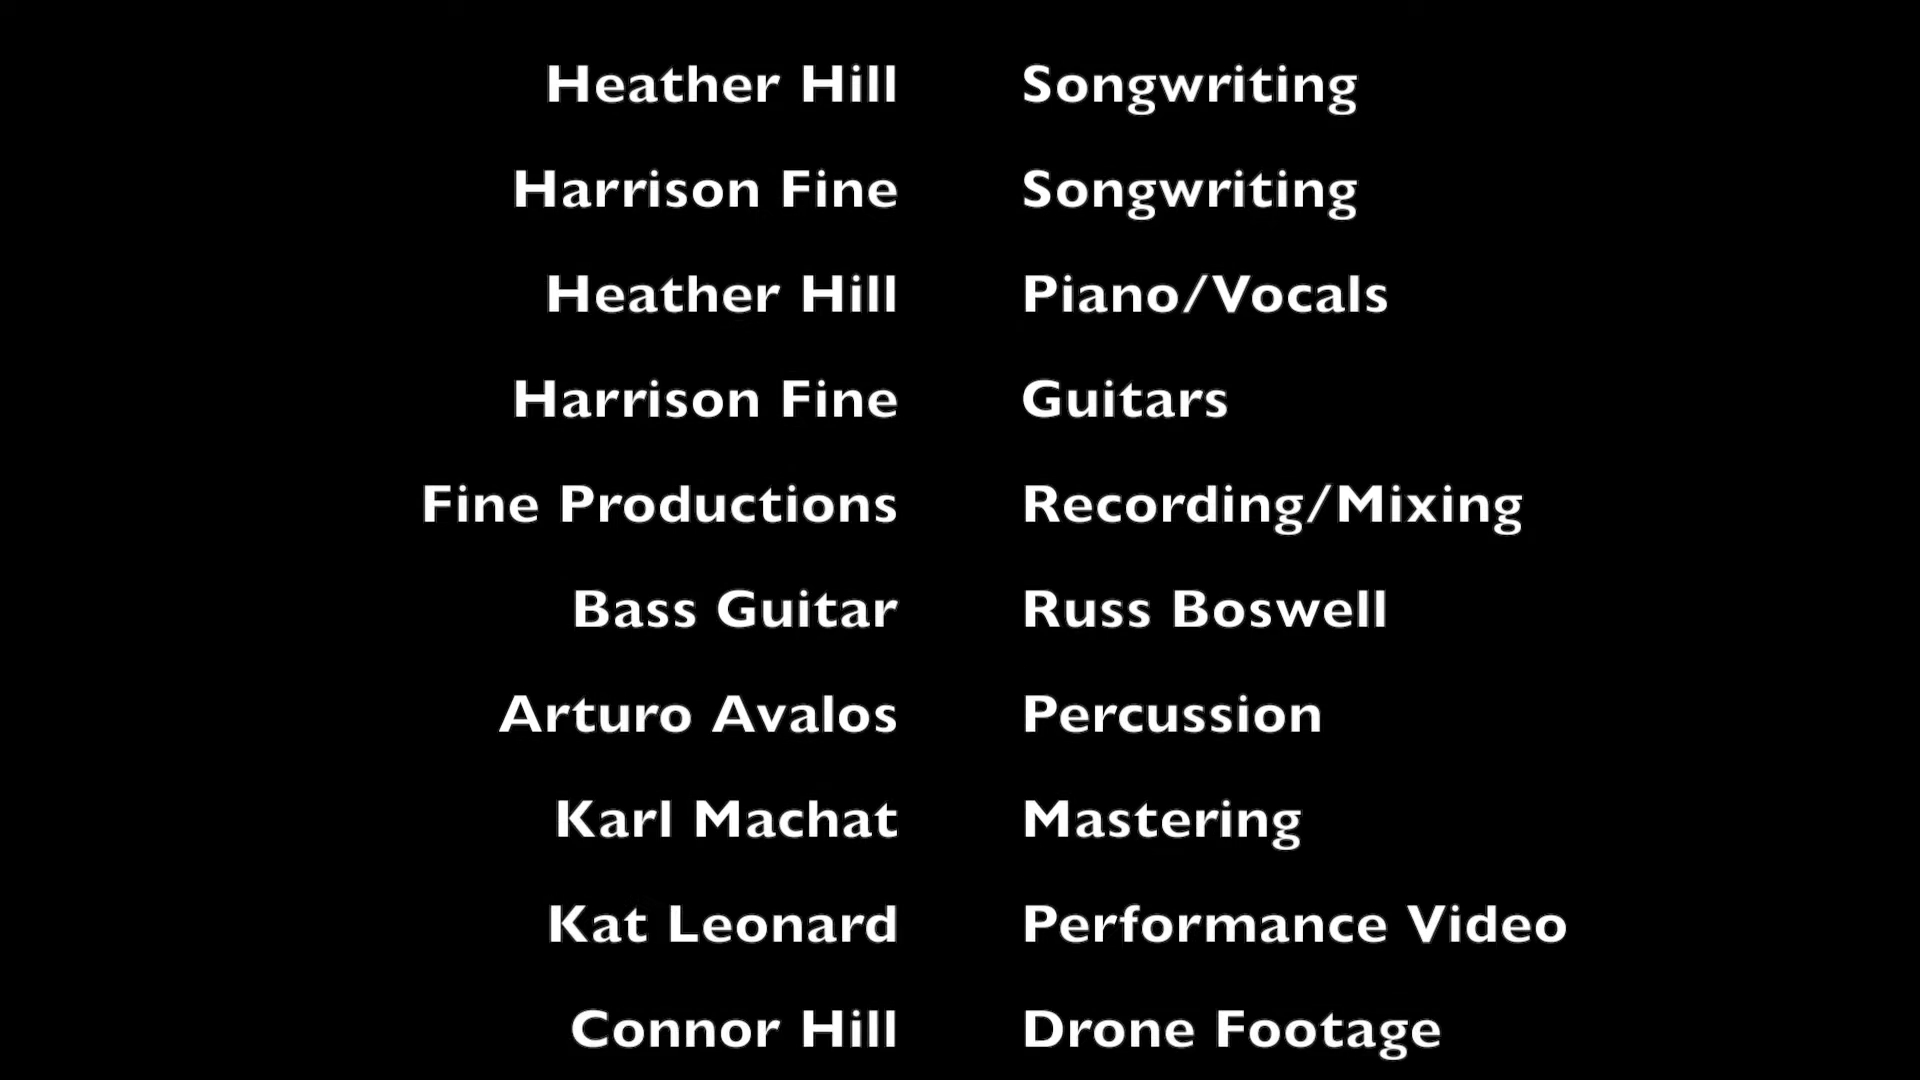 Heather Hill Songwriting
Harrison Fine Songwriting
Heather Hill Piano/Vocals
Harrison Fine Guitars
Fine Productions Recording/Mixing
Bass Guitar Russ Boswell
Arturo Avalos Percussion
Karl Machat Mastering
Kat Leonard Performance Video
Connor Hill Drone Footage